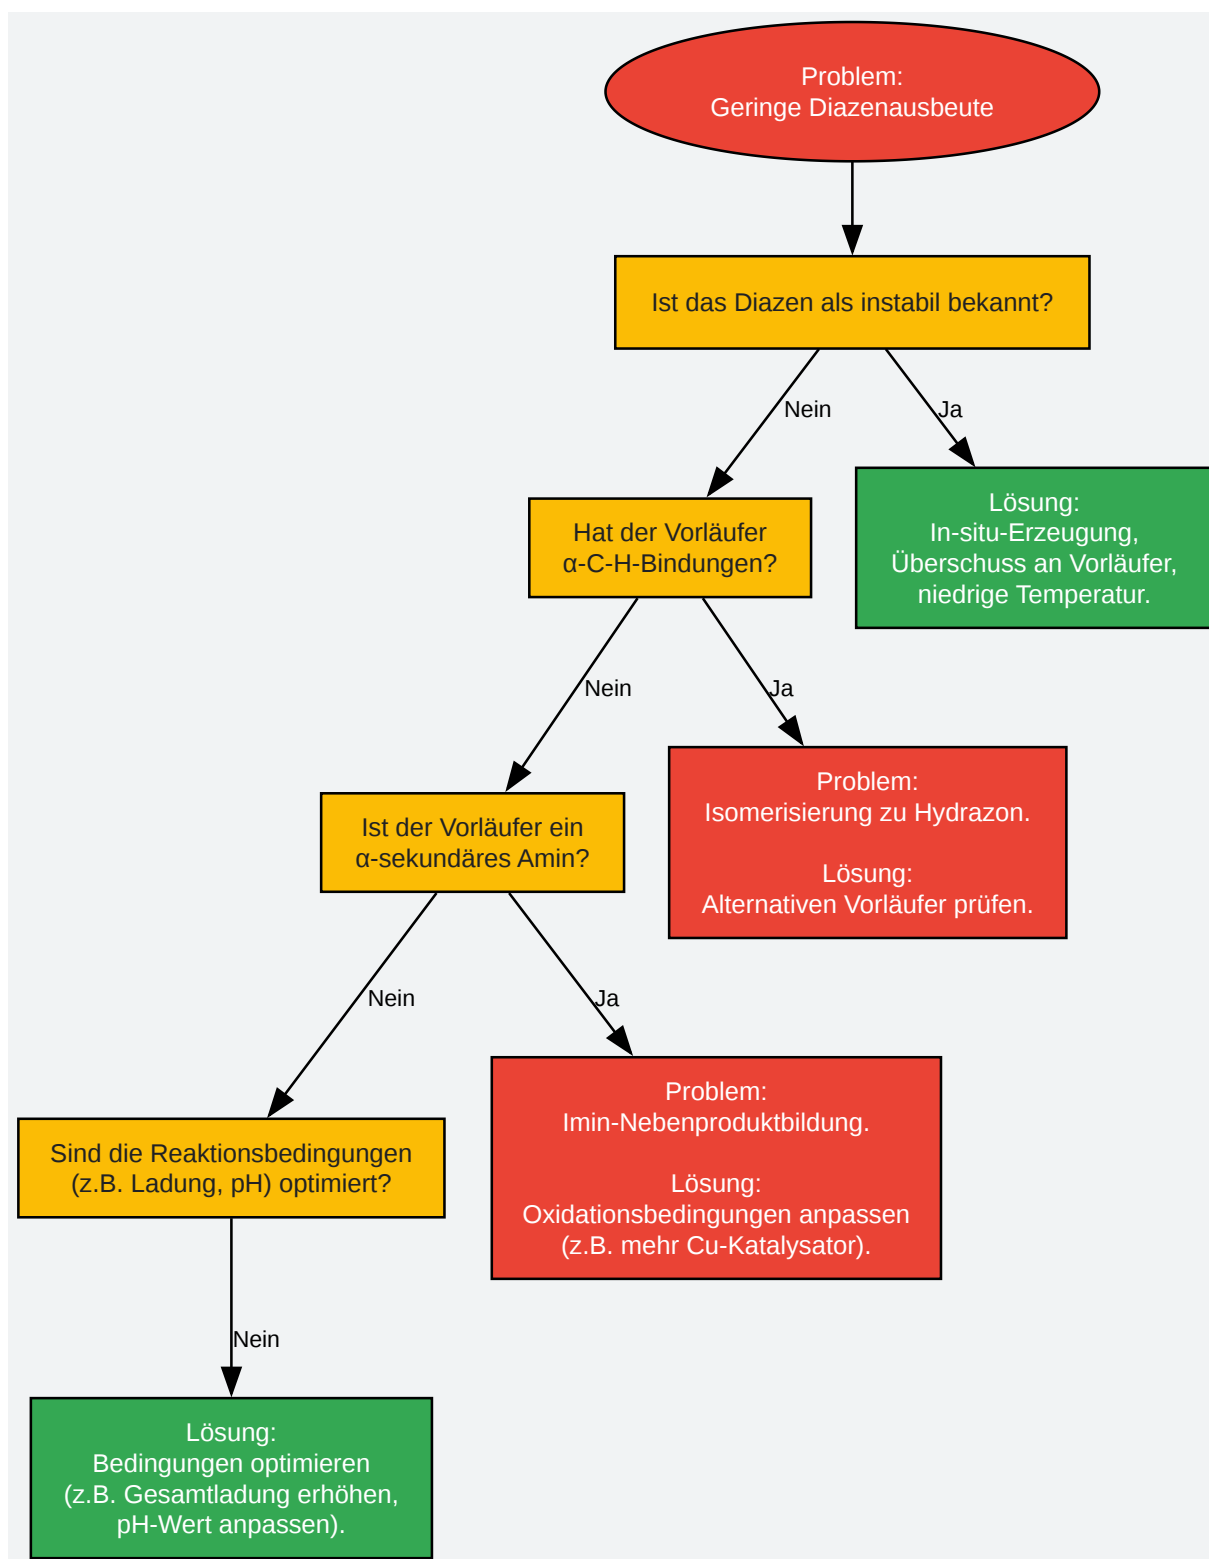 Problem:
Geringe Diazenausbeute
Ist das Diazen als instabil bekannt?
Nein
Ja
Hat der Vorläufer
α-C-H-Bindungen?
Lösung:
In-situ-Erzeugung,
Überschuss an Vorläufer,
niedrige Temperatur.
Nein
Ja
Ist der Vorläufer ein
α-sekundäres Amin?
Problem:
Isomerisierung zu Hydrazon.
Lösung:
Alternativen Vorläufer prüfen.
Nein
Ja
Sind die Reaktionsbedingungen
(z.B. Ladung, pH) optimiert?
Problem:
Imin-Nebenproduktbildung.
Lösung:
Oxidationsbedingungen anpassen
(z.B. mehr Cu-Katalysator).
Nein
Lösung:
Bedingungen optimieren
(z.B. Gesamtladung erhöhen,
pH-Wert anpassen).